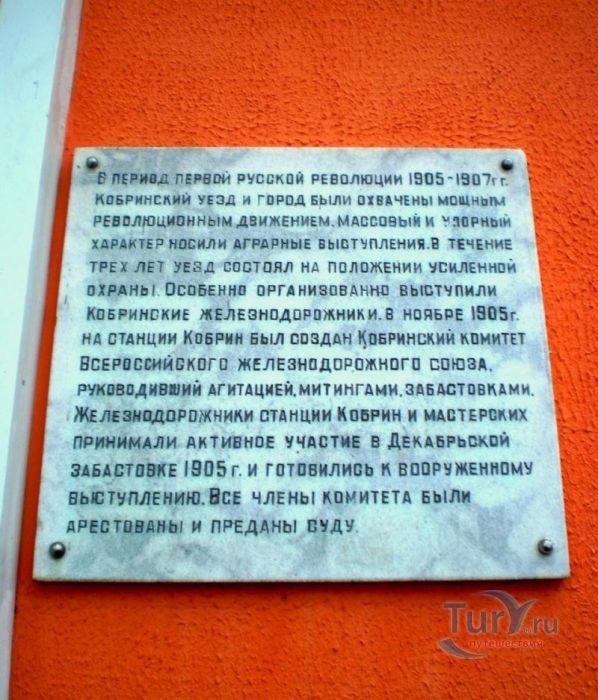 В период первой русской революции 1905-1907г г.
Кобринский уезд и город были охвачены мощным
революционным движением. Массовый и упорный
характер носили аграрные выступления. В течение
трех лет уезд состоял на положении усиленной
охраны. Особенно организованно выступили
Кобринские железнодорожники. В ноябре 1905г.
на станции Кобрин был создан Кобринский комитет
Всероссийского железнодорожного союза,
руководивший агитацией, митингами, забастовками.
Железнодорожники станции Кобрин и мастерских
принимали активное участие в Декабрьской
забастовке 1905 г. и готовились к вооруженному
выступлению. Все члены комитета были
арестованы и преданы суду.
Tury.ru
путешествия